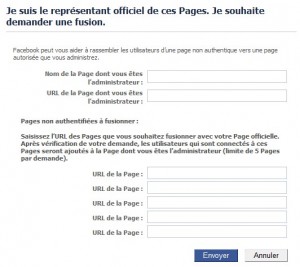 Je suis le représentant officiel de ces Pages. Je souhaite
demander une fusion.
Facebook peut vous aider à rassembler les utilisateurs d'une page non authentique vers une page
autorisée que vous administrez.
Nom de la Page dont vous êtes
l'administrateur :
URL de la Page dont vous êtes
l'administrateur :
Pages non authentifiées à fusionner :
Saisissez l'URL des Pages que vous souhaitez fusionner avec votre Page officielle.
Après vérification de votre demande, les utilisateurs qui sont connectés à ces
Pages seront ajoutés à la Page dont vous êtes l'administrateur (limite de 5 Pages
par demande).
URL de la Page :
URL de la Page :
URL de la Page :
URL de la Page :
URL de la Page :
Envoyer Annuler